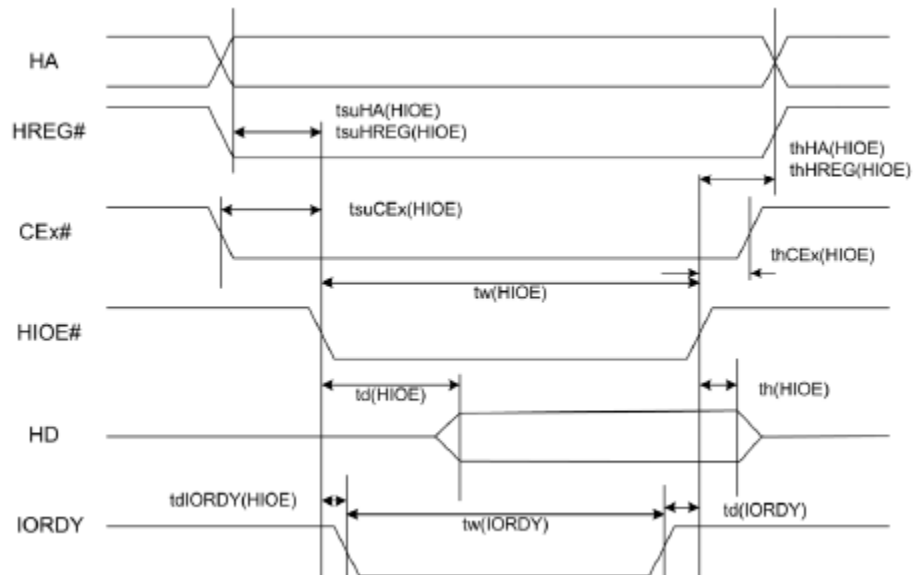 HA
HREG#
tsuHA(HIOE)
tsuHREG(HIOE)
thHA(HIOE)
thHREG(HIOE)
CEx#
tsuCEx(HIOE)
thCEx(HIOE)
tw(HIOE)
HIOE#
td(HIOE)
th(HIOE)
HD
tdIORDY(HIOE)
tw(IORDY)
td(IORDY)
IORDY